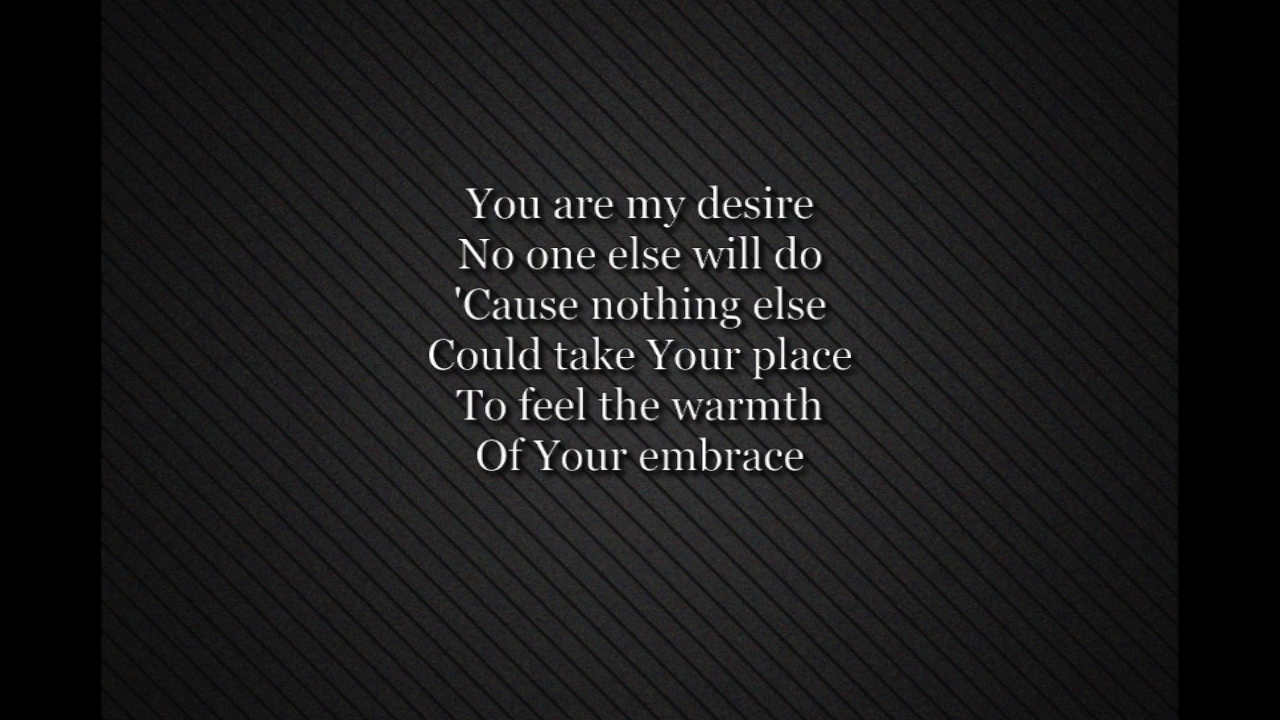 You are my desire
No one else will do
'Cause nothing else
Could take Your place
To feel the warmth
Of Your embrace